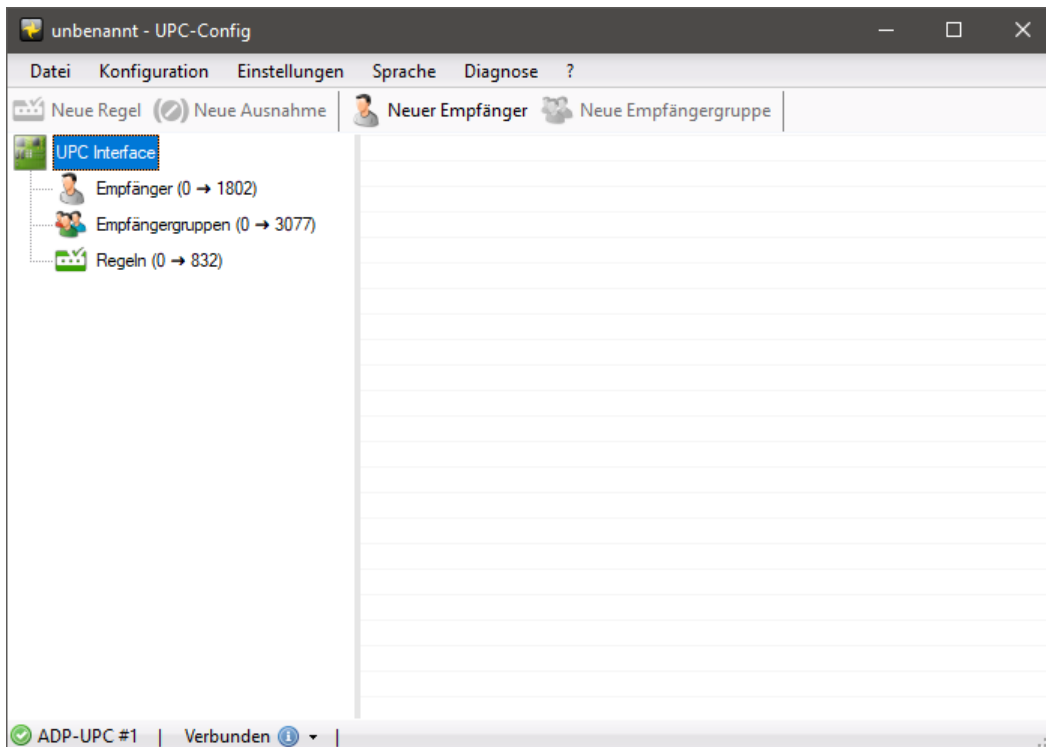 unbenannt - UPC-Config
Datei Konfiguration Einstellungen Sprache Diagnose ?
Neue Regel Neue Ausnahme Neuer Empfänger Neue Empfängergruppe
UPC Interface
Empfänger (0 → 1802)
Empfängergruppen (0 → 3077)
Regeln (0 → 832)
ADP-UPC #1 | Verbunden |